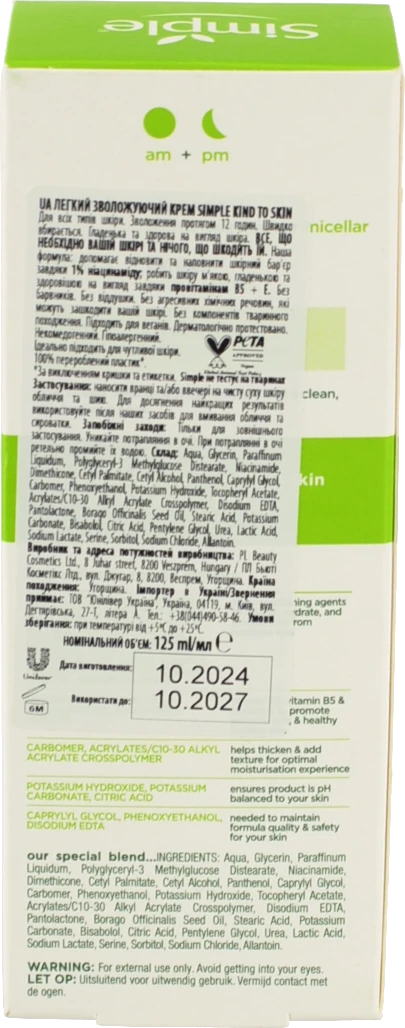 Simple
am + pm
micellar
UA ЛЕГКИЙ ЗВОЛОЖУЮЧИЙ КРЕМ SIMPLE KIND TO SKIN
Для всіх типів шкіри. Зволоження протягом 12 годин. Швидко
вбирається. Гладенька та здорова на вигляд шкіра. ВСЕ, ЩО
НЕОБХІДНО ВАШІЙ ШКІРІ ТА НІЧОГО, ЩО ШКОДИТЬ ЇЙ. Наша
формула: допомагає відновити та наповнити шкірний бар'єр
завдяки 1% ніацинаміду; робить шкіру м'якою, гладенькою та
здоровішою на вигляд завдяки провітамінам B5 + E. Без
барвників. Без віддушки. Без агресивних хімічних речовин, які
можуть зашкодити вашій шкірі. Без компонентів тваринного
походження. Підходить для веганів. Дерматологічно протестовано.
Некомедогенний. Гіпоалергенний.
Ідеально підходить для чутливої шкіри.
100% перероблений пластик*.
PETA
APPROVED
*За виключенням кришки та етикетки. Simple не тестує на тваринах
clean,
Застосування: наносити вранці та/або ввечері на чисту суху шкіру
обличчя та шиї. Для досягнення найкращих результатів
використовуйте після наших засобів для вмивання обличчя та
сироватки. Запобіжні заходи: Тільки для зовнішнього
застосування. Уникайте потрапляння в очі. При потраплянні в очі
ретельно промийте їх водою. Склад: Aqua, Glycerin, Paraffinum
Liquidum, Polyglyceryl-3 Methylglucose Distearate, Niacinamide,
Dimethicone, Cetyl Palmitate, Cetyl Alcohol, Panthenol, Caprylyl Glycol,
Carbomer, Phenoxyethanol, Potassium Hydroxide, Tocopheryl Acetate,
Acrylates/C10-30 Alkyl Acrylate Crosspolymer, Disodium EDTA,
Pantolactone, Borago Officinalis Seed Oil, Stearic Acid, Potassium
Carbonate, Bisabolol, Citric Acid, Pentylene Glycol, Urea, Lactic Acid,
Sodium Lactate, Serine, Sorbitol, Sodium Chloride, Allantoin.
kin
Виробник та адреса потужностей виробництва: PL Beauty
Cosmetics Ltd., 8 Juhar street, 8200 Veszprem, Hungary / ПЛ Бьюті
Косметік Лтд., вул. Джугар, 8, 8200, Веспрем, Угорщина. Країна
походження: Угорщина. Імпортер в Україні/Звернення
приймає: ТОВ "Юнілівер Україна", Україна, 04119, м. Київ, вул.
Дегтярівська, 27-Т, літера А. Тел.: +38(044)490-58-46. Умови
зберігання: при температурі від +5°C до +25°C.
ning agents
drate, and
rom
НОМІНАЛЬНИЙ ОБ'ЄМ: 125 ml/мл ℮
Unilever
Дата виготовлення: 10.2024
6M
Використати до: 10.2027
vitamin B5 &
promote
, & healthy
CARBOMER, ACRYLATES/C10-30 ALKYL
ACRYLATE CROSSPOLYMER
helps thicken & add
texture for optimal
moisturisation experience
POTASSIUM HYDROXIDE, POTASSIUM
CARBONATE, CITRIC ACID
ensures product is pH
balanced to your skin
CAPRYLYL GLYCOL, PHENOXYETHANOL,
DISODIUM EDTA
needed to maintain
formula quality & safety
for your skin
our special blend...INGREDIENTS: Aqua, Glycerin, Paraffinum
Liquidum, Polyglyceryl-3 Methylglucose Distearate, Niacinamide,
Dimethicone, Cetyl Palmitate, Cetyl Alcohol, Panthenol, Caprylyl Glycol,
Carbomer, Phenoxyethanol, Potassium Hydroxide, Tocopheryl Acetate,
Acrylates/C10-30 Alkyl Acrylate Crosspolymer, Disodium EDTA,
Pantolactone, Borago Officinalis Seed Oil, Stearic Acid, Potassium
Carbonate, Bisabolol, Citric Acid, Pentylene Glycol, Urea, Lactic Acid,
Sodium Lactate, Serine, Sorbitol, Sodium Chloride, Allantoin.
WARNING: For external use only. Avoid getting into your eyes.
LET OP: Uitsluitend voor uitwendig gebruik. Vermijd contact met
de ogen.